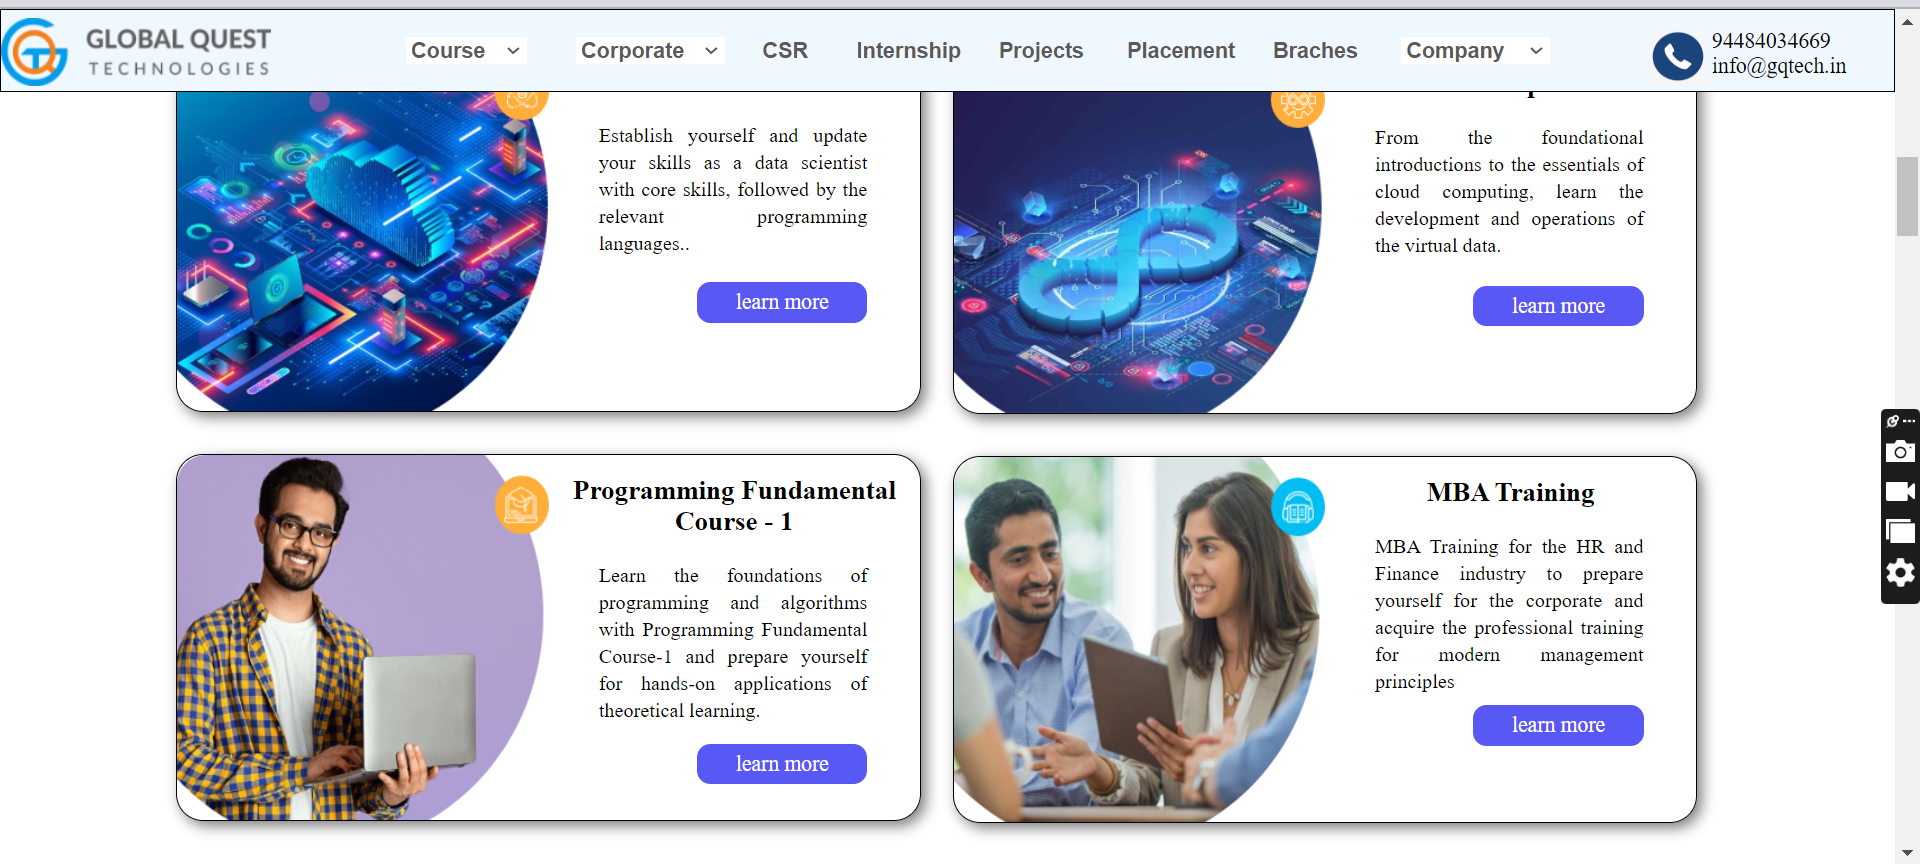 GLOBAL QUEST
TECHNOLOGIES
Course
Corporate
CSR
Internship
Projects
Placement
Braches
Company
94484034669
info@gqtech.in
Establish yourself and update
your skills as a data scientist
with core skills, followed by the
relevant programming
languages..
learn more
From the foundational
introductions to the essentials of
cloud computing, learn the
development and operations of
the virtual data.
learn more
Programming Fundamental
Course - 1
Learn the foundations of
programming and algorithms
with Programming Fundamental
Course-1 and prepare yourself
for hands-on applications of
theoretical learning.
learn more
MBA Training
MBA Training for the HR and
Finance industry to prepare
yourself for the corporate and
acquire the professional training
for modern management
principles
learn more